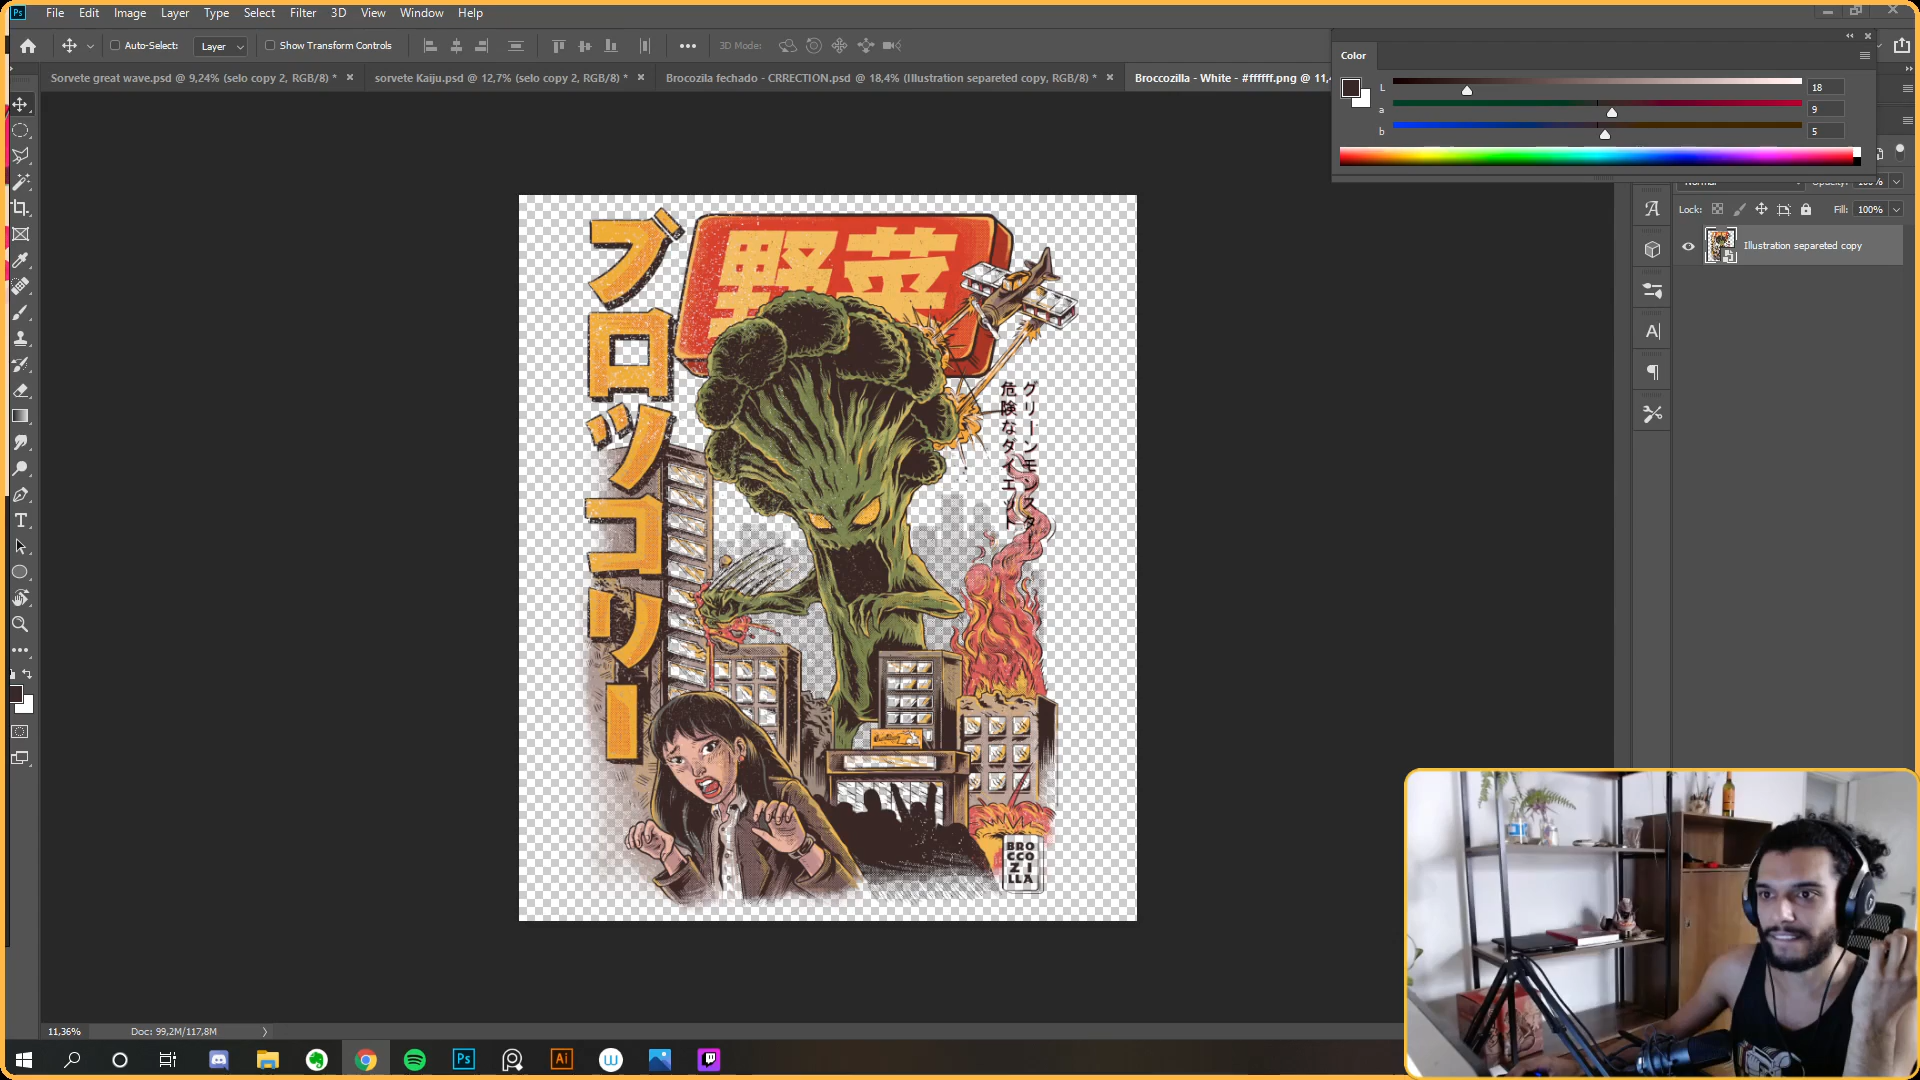 File Edit Image Layer Type Select Filter 3D View Window Help
Auto-Select: Layer Show Transform Controls 3D Mode:
Sorvete great wave.psd @ 9,24% (selo copy 2, RGB/8) * × sorvete Kaiju.psd @ 12,7% (selo copy 2, RGB/8) * × Brocozila fechado - CRRECTION.psd @ 18,4% (Illustration separeted copy, RGB/8) * × Broccozilla - White - #ffffff.png @ 11,4
Color
L 18
a 9
b 5
Lock: Fill: 100%
Illustration separeted copy
ブロッコリー
野菜
グリーンモンスター
危険なダイエット
BRO
CCO
ZI
LLA
11,36% Doc: 99,2M/117,8M
Ps Ai